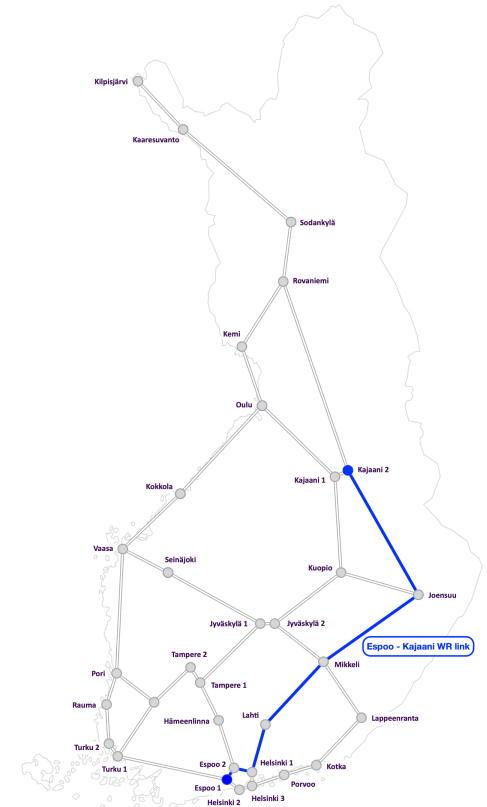 Kilpisjärvi
Kaaresuvanto
Sodankylä
Rovaniemi
Kemi
Oulu
Kajaani 2
Kajaani 1
Kokkola
Vaasa
Seinäjoki
Kuopio
Joensuu
Jyväskylä 1
Jyväskylä 2
Espoo - Kajaani WR link
Tampere 2
Mikkeli
Pori
Tampere 1
Rauma
Hämeenlinna
Lahti
Lappeenranta
Turku 2
Turku 1
Espoo 2
Helsinki 1
Kotka
Espoo 1
Porvoo
Helsinki 2
Helsinki 3